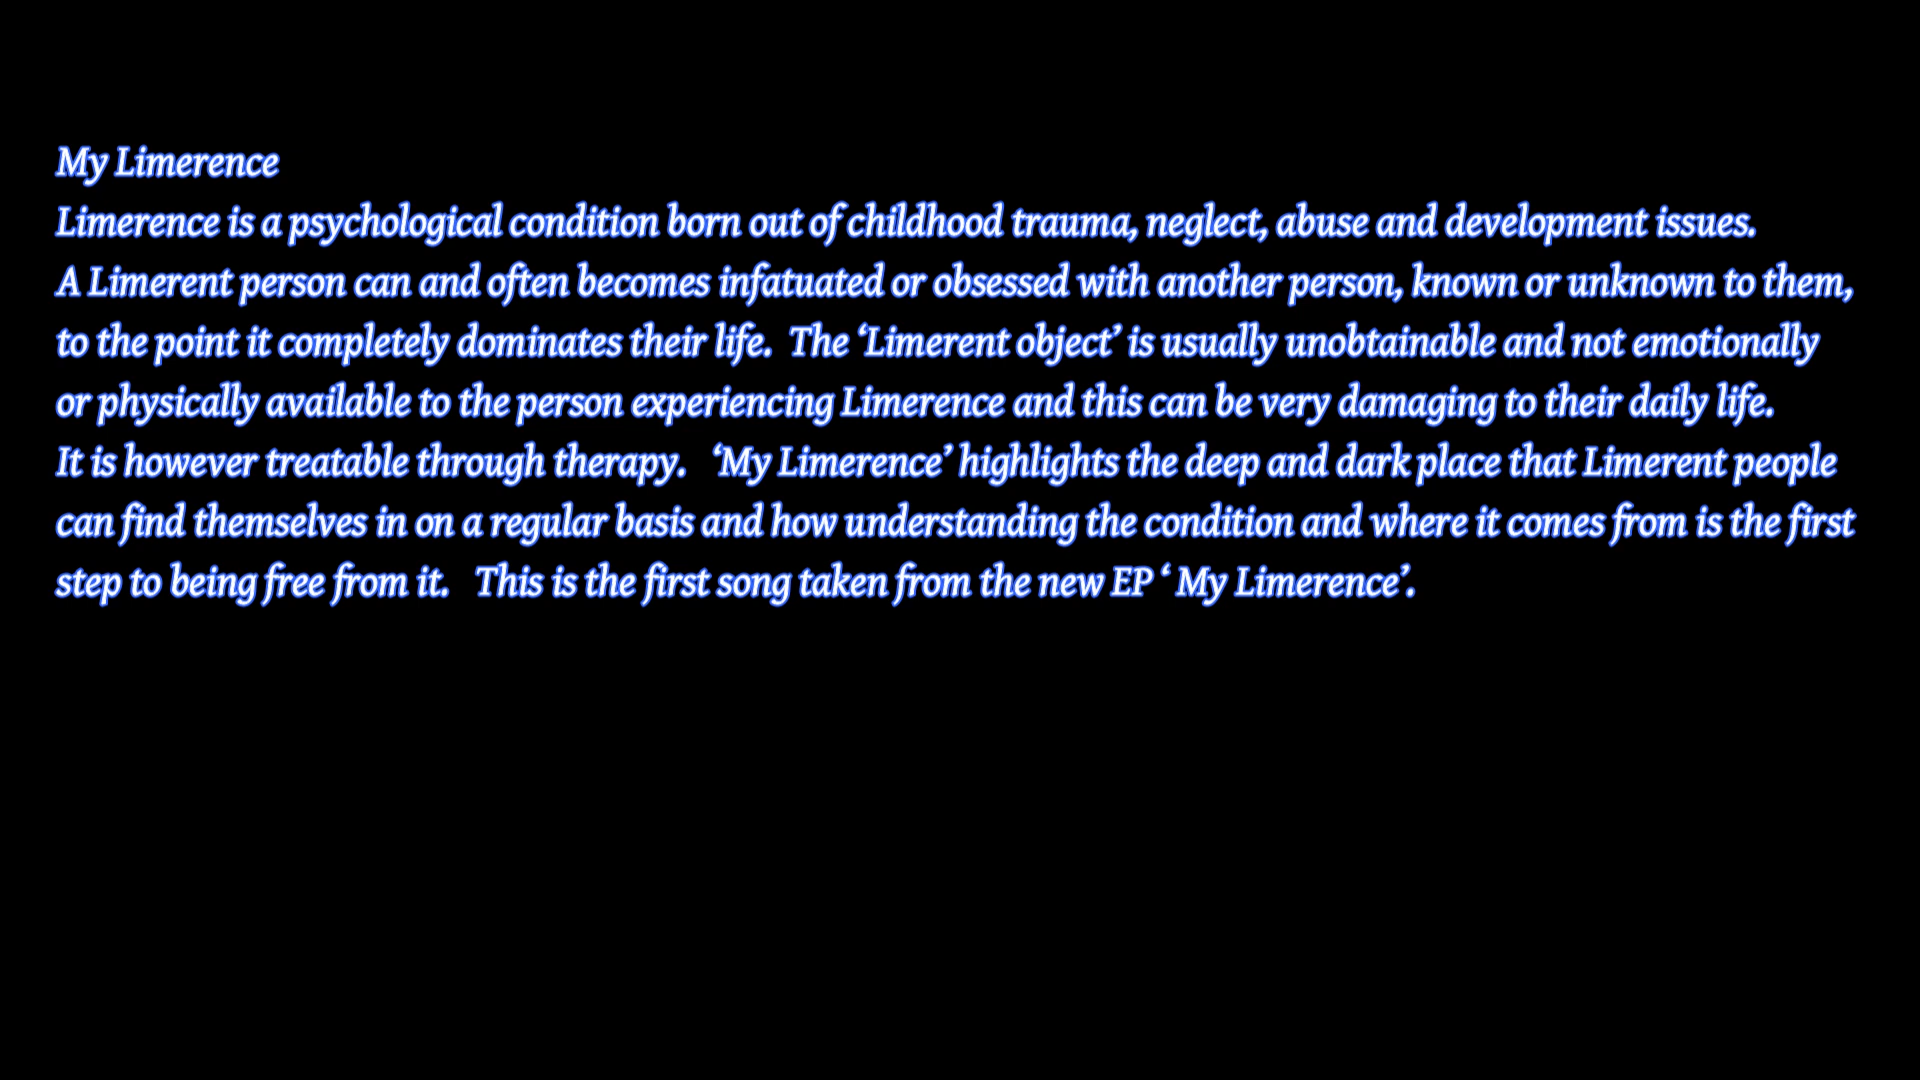 My Limerence
Limerence is a psychological condition born out of childhood trauma, neglect, abuse and development issues.
A Limerent person can and often becomes infatuated or obsessed with another person, known or unknown to them,
to the point it completely dominates their life.  The ‘Limerent object’ is usually unobtainable and not emotionally
or physically available to the person experiencing Limerence and this can be very damaging to their daily life.
It is however treatable through therapy.   ‘My Limerence’ highlights the deep and dark place that Limerent people
can find themselves in on a regular basis and how understanding the condition and where it comes from is the first
step to being free from it.   This is the first song taken from the new EP ‘ My Limerence’.